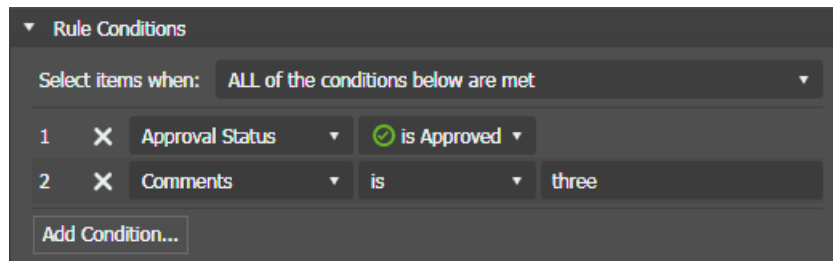 Rule Conditions
Select items when: ALL of the conditions below are met
1 Approval Status is Approved
2 Comments is three
Add Condition...